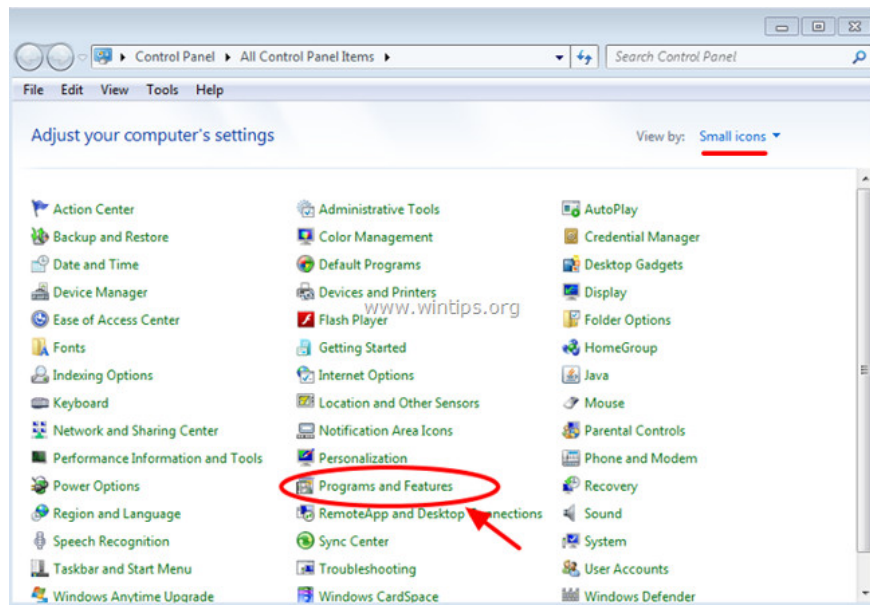 Control Panel All Control Panel Items Search Control Panel
File Edit View Tools Help
Adjust your computer's settings View by: Small icons
Action Center Administrative Tools AutoPlay
Backup and Restore Color Management Credential Manager
Date and Time Default Programs Desktop Gadgets
Device Manager Devices and Printers Display
www.wintips.org
Ease of Access Center Flash Player Folder Options
Fonts Getting Started HomeGroup
Indexing Options Internet Options Java
Keyboard Location and Other Sensors Mouse
Network and Sharing Center Notification Area Icons Parental Controls
Performance Information and Tools Personalization Phone and Modem
Power Options Programs and Features Recovery
Region and Language RemoteApp and Desktop Connections Sound
Speech Recognition Sync Center System
Taskbar and Start Menu Troubleshooting User Accounts
Windows Anytime Upgrade Windows CardSpace Windows Defender